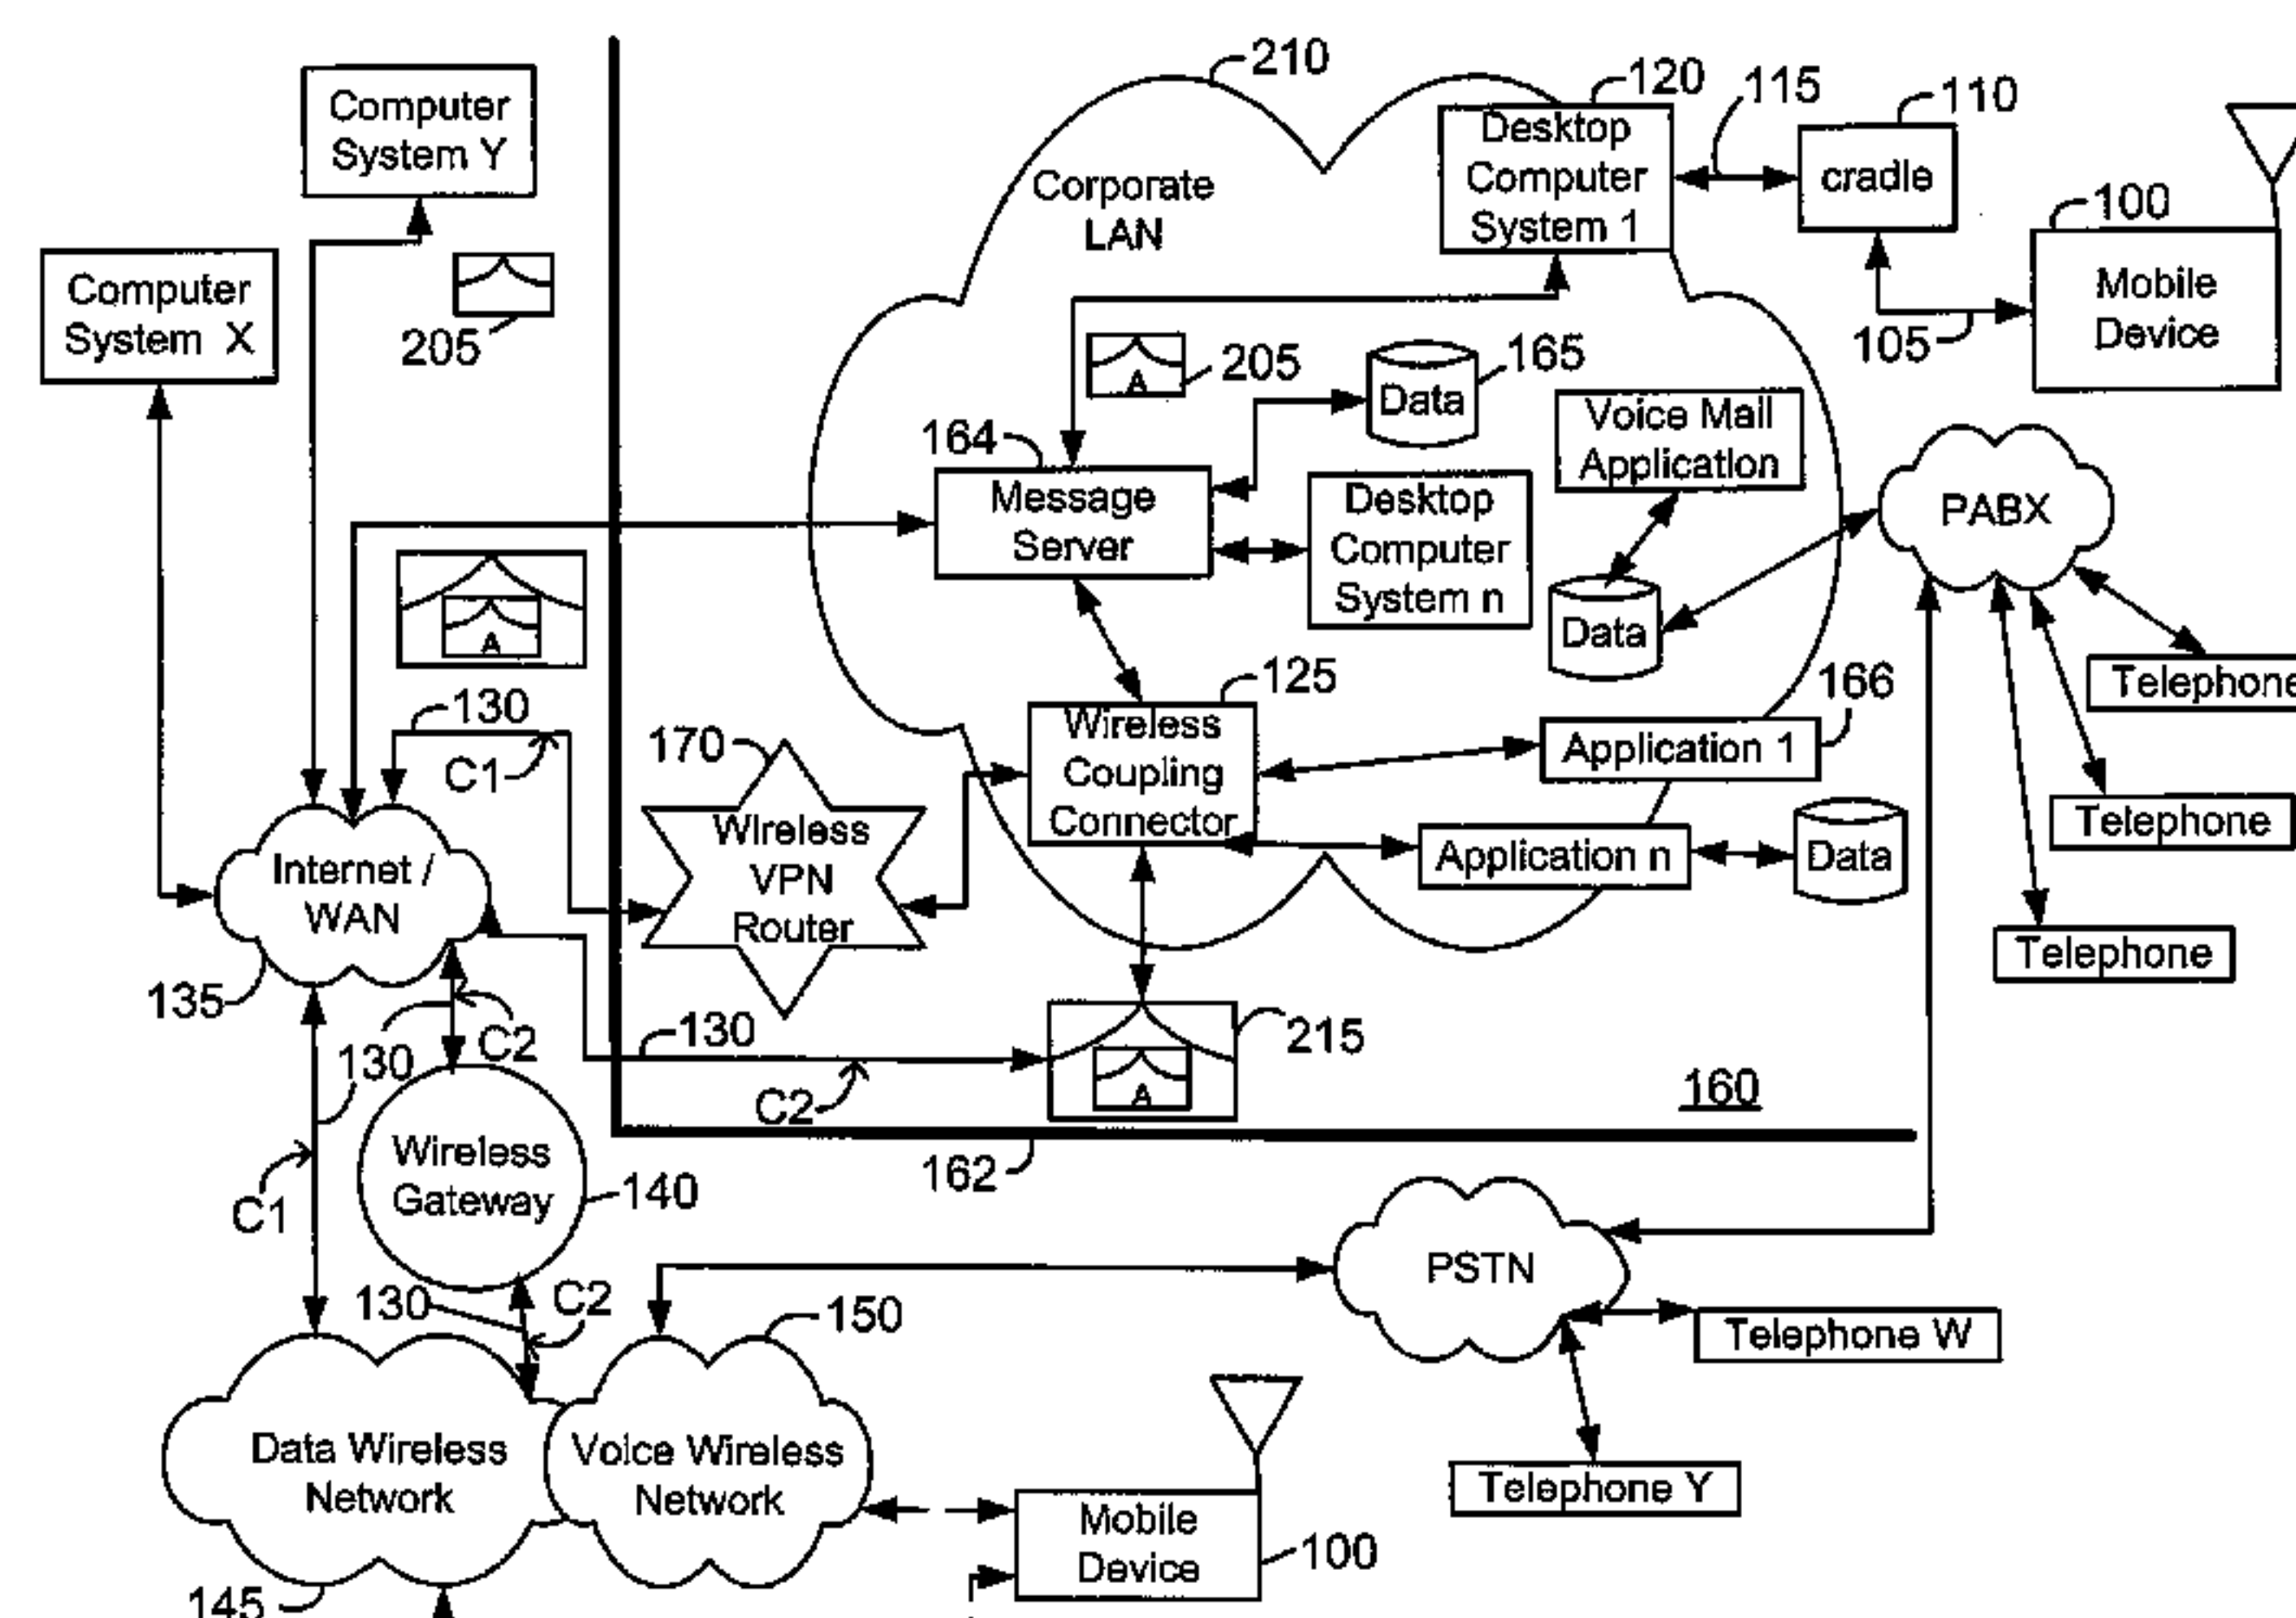 210
120
115
110
Computer
System Y
Desktop
Computer
System 1
cradle
Corporate
LAN
100
Mobile
Device
Computer
System X
205
105
A
205
165
Data
Voice Mail
Application
164
Message
Server
Desktop
Computer
System n
PABX
A
Data
Telephone
130
C1
170
125
166
Wireless
Coupling
Connector
Application 1
Wireless
VPN
Router
Telephone
Internet /
WAN
Application n
Data
Telephone
135
C2
130
130
215
A
C2
160
Wireless
Gateway
140
162
C1
130
C2
150
PSTN
Telephone W
Data Wireless
Network
Voice Wireless
Network
Telephone Y
Mobile
Device
100
145